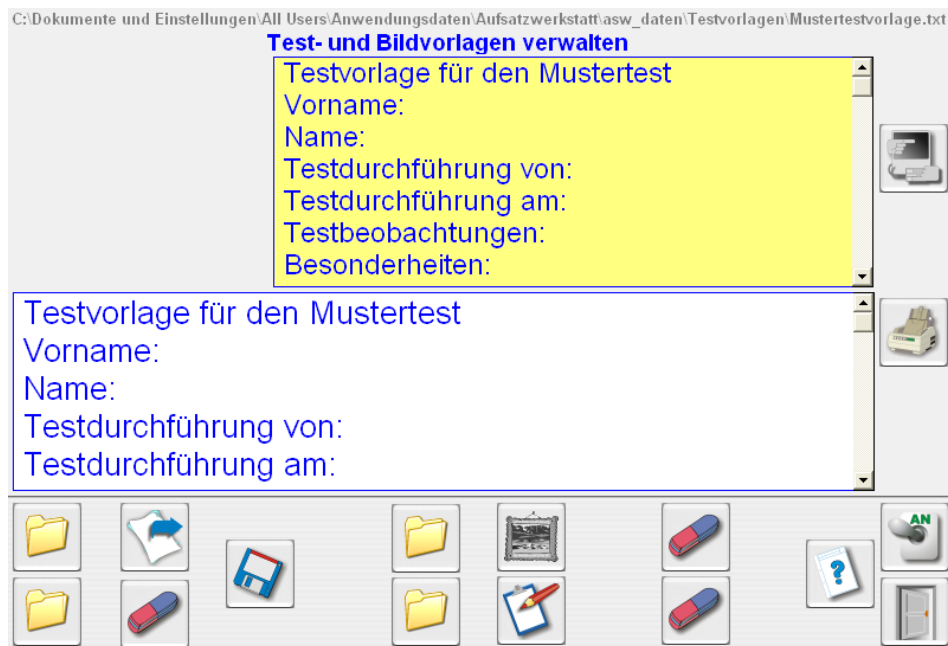 C:\Dokumente und Einstellungen\All Users\Anwendungsdaten\Aufsatzwerkstatt\asw_daten\Testvorlagen\Mustertestvorlage.txt
Test- und Bildvorlagen verwalten
Testvorlage für den Mustertest
Vorname:
Name:
Testdurchführung von:
Testdurchführung am:
Testbeobachtungen:
Besonderheiten:
Testvorlage für den Mustertest
Vorname:
Name:
Testdurchführung von:
Testdurchführung am:
AN
?